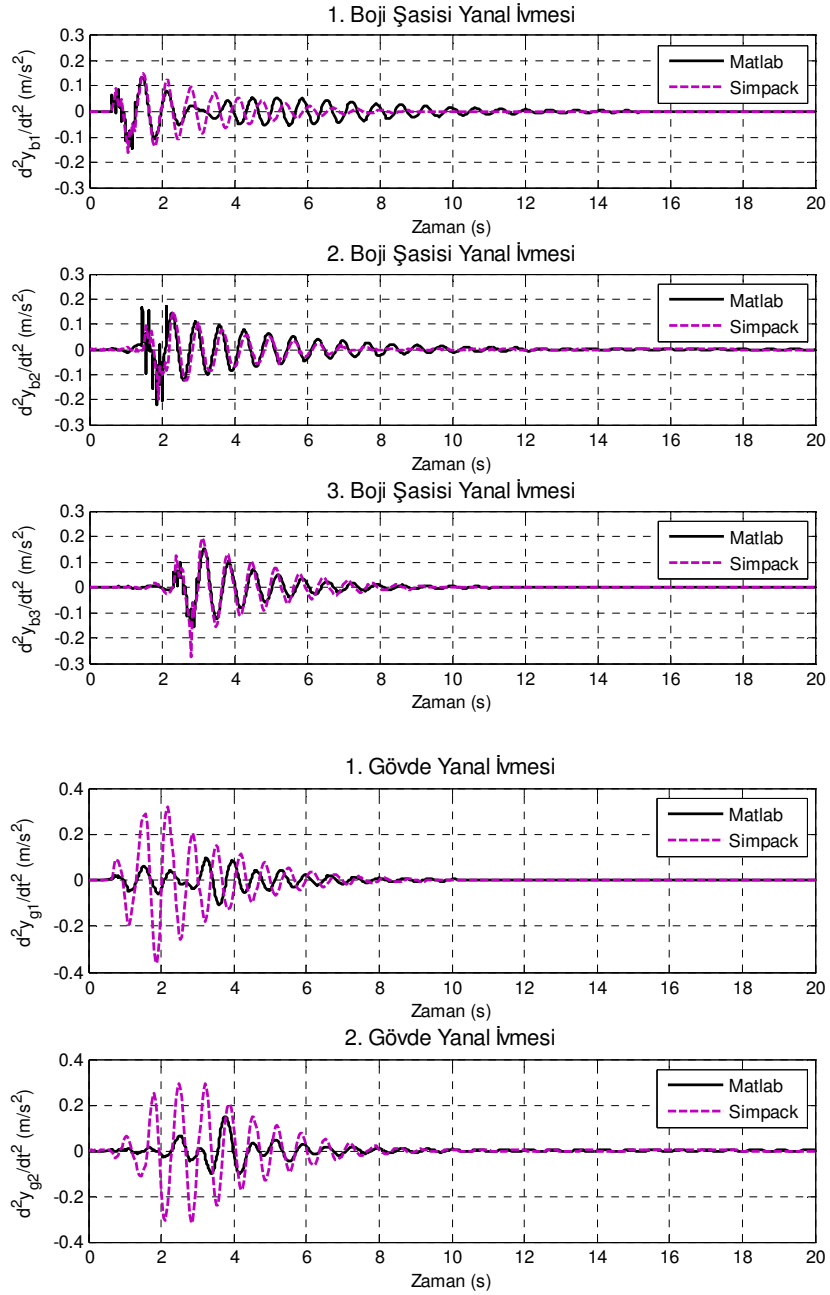 1. Boji Şasisi Yanal İvmesi
0.3
0.2
0.1
0
-0.1
-0.2
-0.3
d²y_b1/dt² (m/s²)
Matlab
Simpack
0 2 4 6 8 10 12 14 16 18 20
Zaman (s)
2. Boji Şasisi Yanal İvmesi
0.3
0.2
0.1
0
-0.1
-0.2
-0.3
d²y_b2/dt² (m/s²)
Matlab
Simpack
0 2 4 6 8 10 12 14 16 18 20
Zaman (s)
3. Boji Şasisi Yanal İvmesi
0.3
0.2
0.1
0
-0.1
-0.2
-0.3
d²y_b3/dt² (m/s²)
Matlab
Simpack
0 2 4 6 8 10 12 14 16 18 20
Zaman (s)
1. Gövde Yanal İvmesi
0.4
0.2
0
-0.2
-0.4
d²y_g1/dt² (m/s²)
Matlab
Simpack
0 2 4 6 8 10 12 14 16 18 20
Zaman (s)
2. Gövde Yanal İvmesi
0.4
0.2
0
-0.2
-0.4
d²y_g2/dt² (m/s²)
Matlab
Simpack
0 2 4 6 8 10 12 14 16 18 20
Zaman (s)